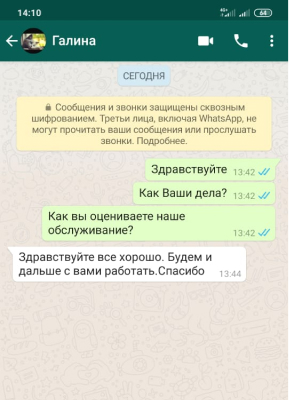 14:10
4G+ 64
Галина
СЕГОДНЯ
Сообщения и звонки защищены сквозным
шифрованием. Третьи лица, включая WhatsApp, не
могут прочитать ваши сообщения или прослушать
звонки. Подробнее.
Здравствуйте 13:42
Как Ваши дела? 13:42
Как вы оцениваете наше
обслуживание?
13:42
Здравствуйте все хорошо. Будем и
дальше с вами работать.Спасибо 13:44